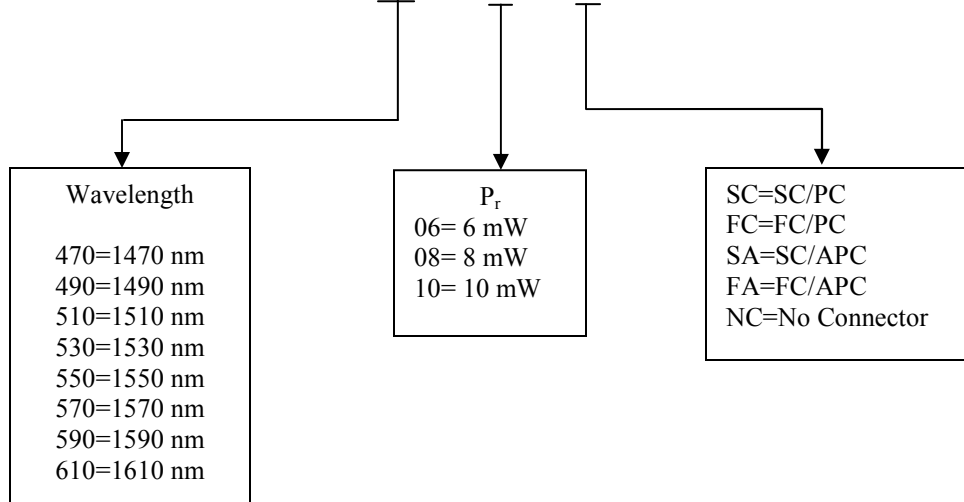 Wavelength
470=1470 nm
490=1490 nm
510=1510 nm
530=1530 nm
550=1550 nm
570=1570 nm
590=1590 nm
610=1610 nm
Pr
06= 6 mW
08= 8 mW
10= 10 mW
SC=SC/PC
FC=FC/PC
SA=SC/APC
FA=FC/APC
NC=No Connector